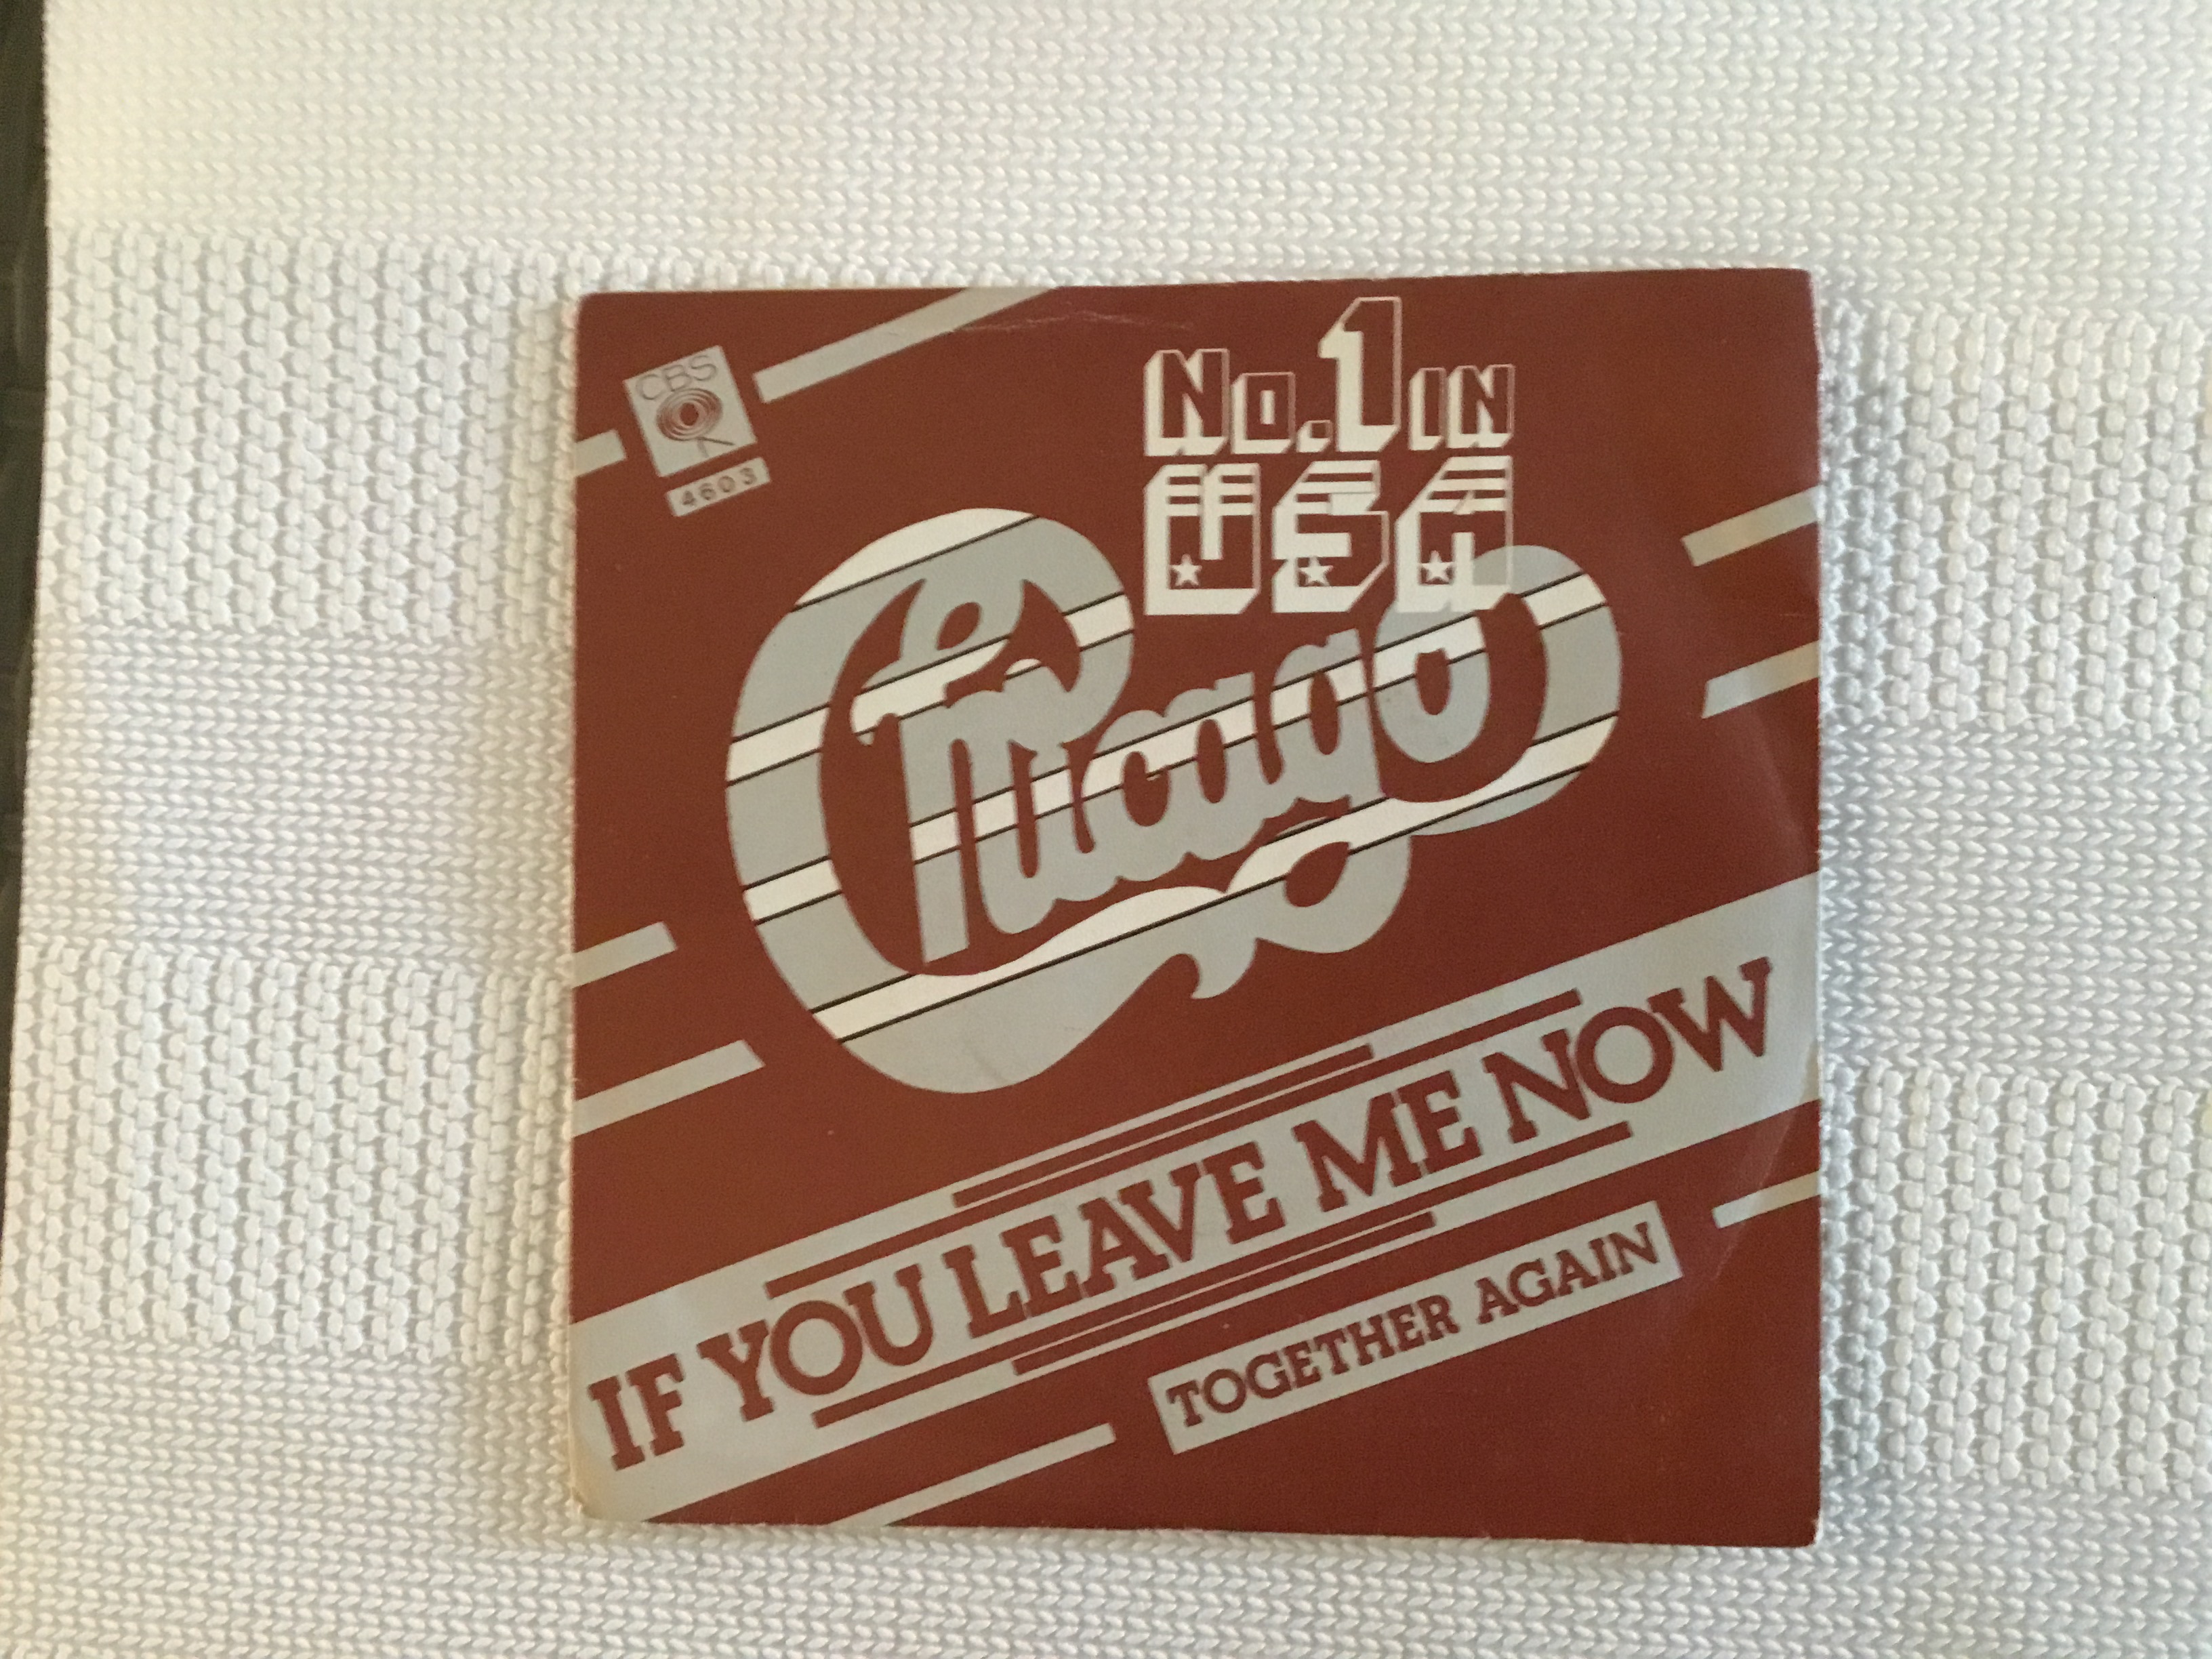 CBS
4603
No.1 IN
USA
Chicago
IF YOU LEAVE ME NOW
TOGETHER AGAIN